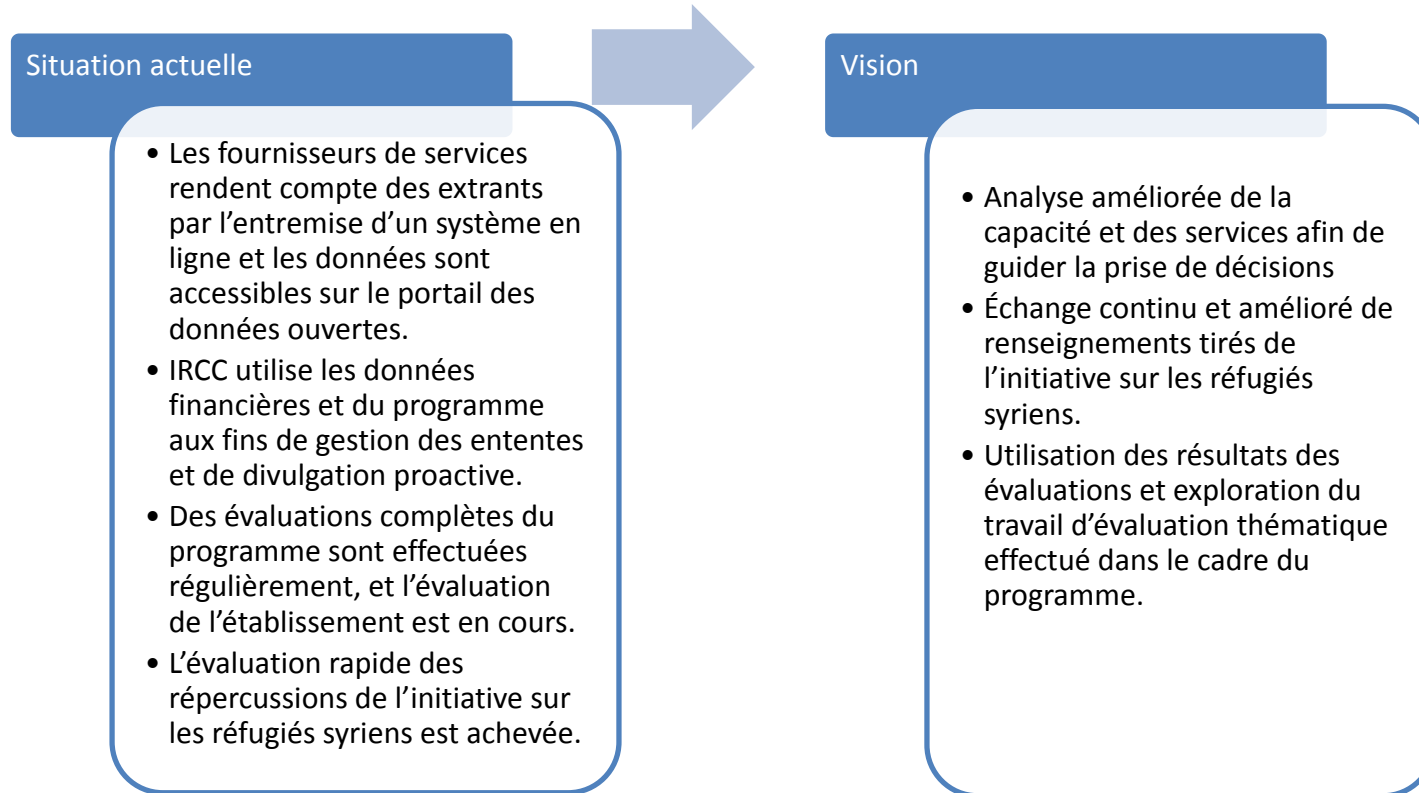 Situation actuelle
• Les fournisseurs de services
rendent compte des extrants
par l’entremise d’un système en
ligne et les données sont
accessibles sur le portail des
données ouvertes.
• IRCC utilise les données
financières et du programme
aux fins de gestion des ententes
et de divulgation proactive.
• Des évaluations complètes du
programme sont effectuées
régulièrement, et l’évaluation
de l’établissement est en cours.
• L’évaluation rapide des
répercussions de l’initiative sur
les réfugiés syriens est achevée.
Vision
• Analyse améliorée de la
capacité et des services afin de
guider la prise de décisions
• Échange continu et amélioré de
renseignements tirés de
l’initiative sur les réfugiés
syriens.
• Utilisation des résultats des
évaluations et exploration du
travail d’évaluation thématique
effectué dans le cadre du
programme.